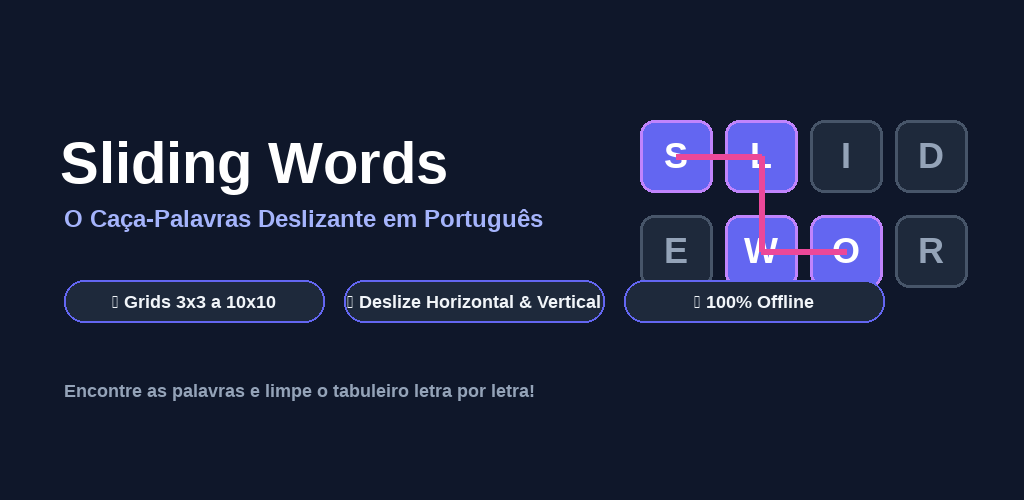 Sliding Words
O Caça-Palavras Deslizante em Português
S L I D
E W O R
Grids 3x3 a 10x10
Deslize Horizontal & Vertical
100% Offline
Encontre as palavras e limpe o tabuleiro letra por letra!